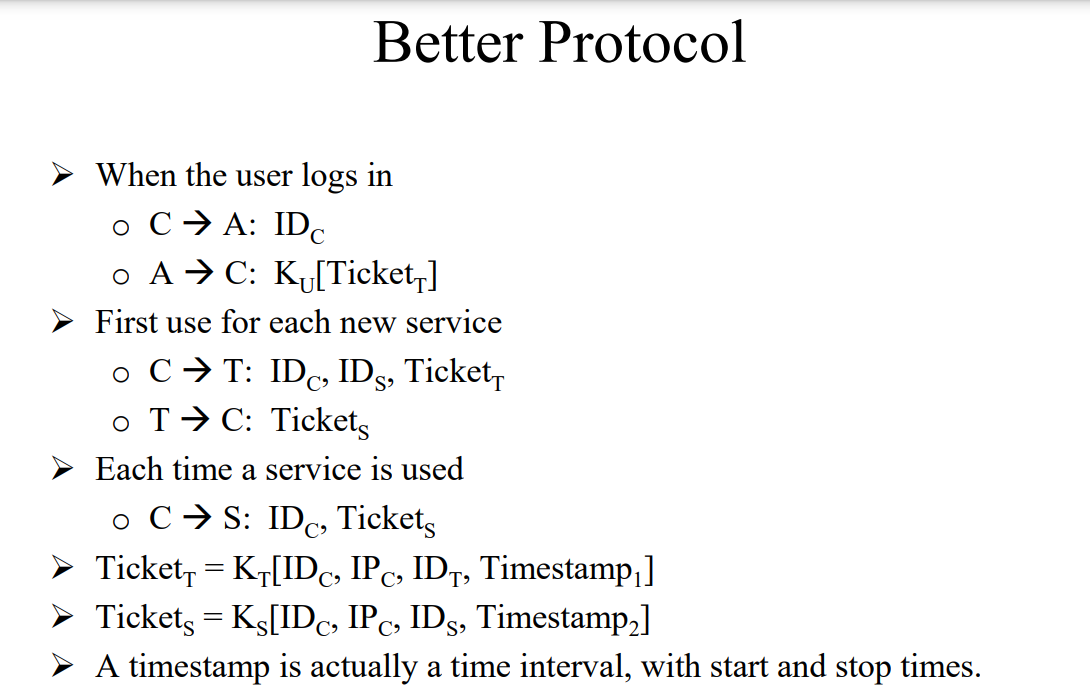 Better Protocol
➢ When the user logs in
o C → A: ID_C
o A → C: K_U[Ticket_T]
➢ First use for each new service
o C → T: ID_C, ID_S, Ticket_T
o T → C: Ticket_S
➢ Each time a service is used
o C → S: ID_C, Ticket_S
➢ Ticket_T = K_T[ID_C, IP_C, ID_T, Timestamp_1]
➢ Ticket_S = K_S[ID_C, IP_C, ID_S, Timestamp_2]
➢ A timestamp is actually a time interval, with start and stop times.